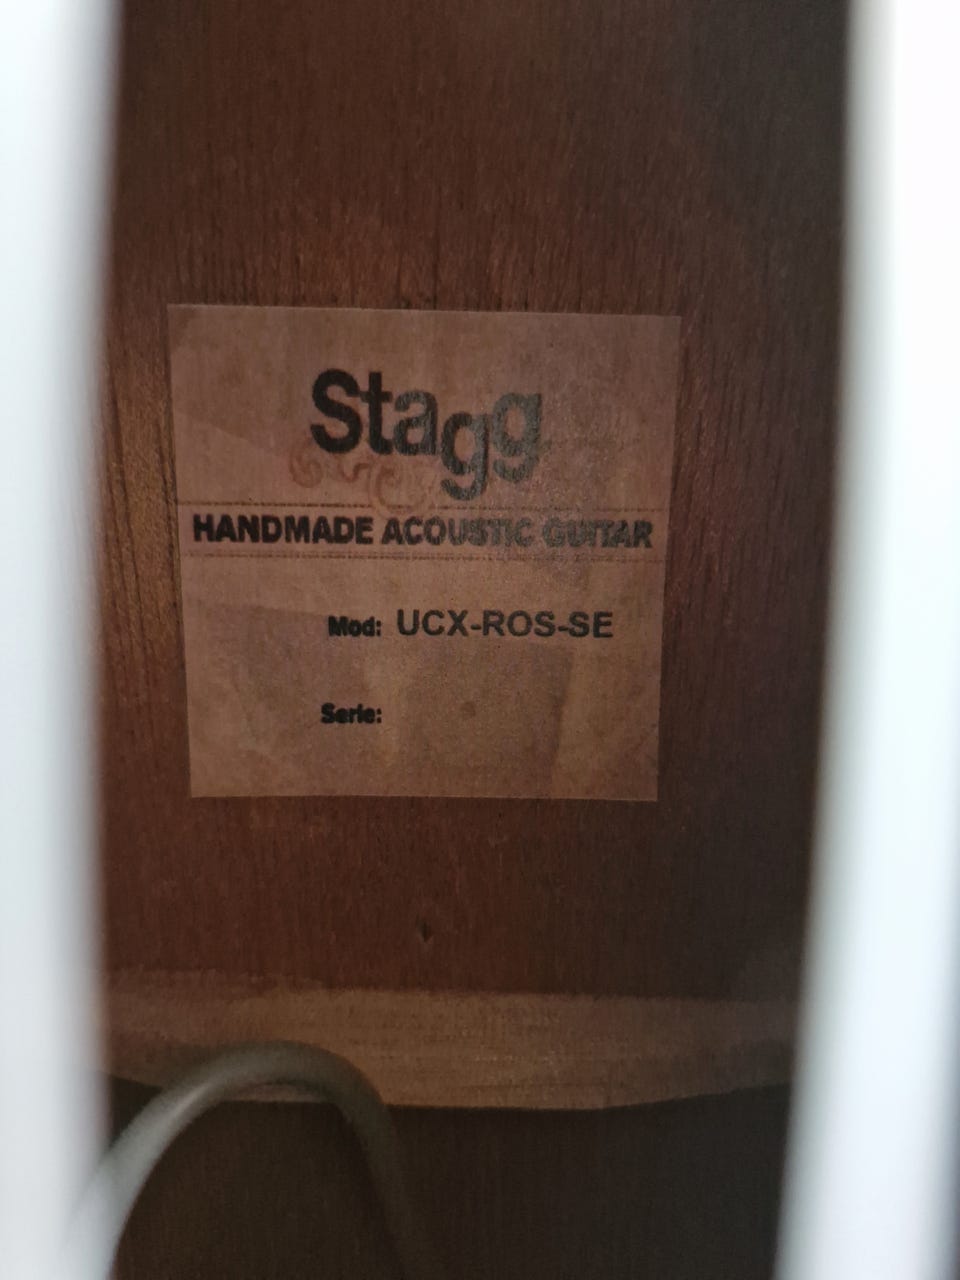 Stagg
HANDMADE ACOUSTIC GUITAR
Mod: UCX-ROS-SE
Serie: